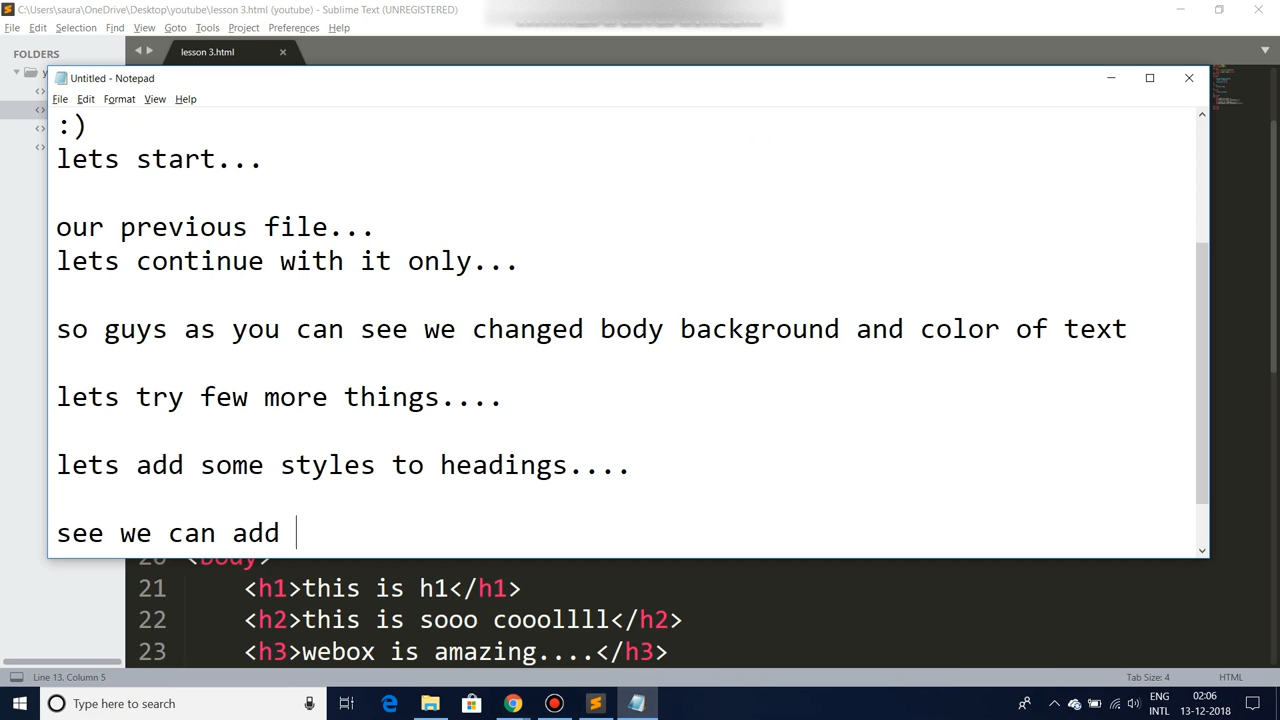 C:\Users\saura\OneDrive\Desktop\youtube\lesson 3.html (youtube) - Sublime Text (UNREGISTERED)
File Edit Selection Find View Goto Tools Project Preferences Help
FOLDERS
lesson 3.html
Untitled - Notepad
File Edit Format View Help
:)
lets start...
our previous file...
lets continue with it only...
so guys as you can see we changed body background and color of text
lets try few more things....
lets add some styles to headings....
see we can add
20 <body>
21 <h1>this is h1</h1>
22 <h2>this is sooo cooollll</h2>
23 <h3>webox is amazing....</h3>
Line 13, Column 5
Tab Size: 4
HTML
Type here to search
ENG
INTL
02:06
13-12-2018